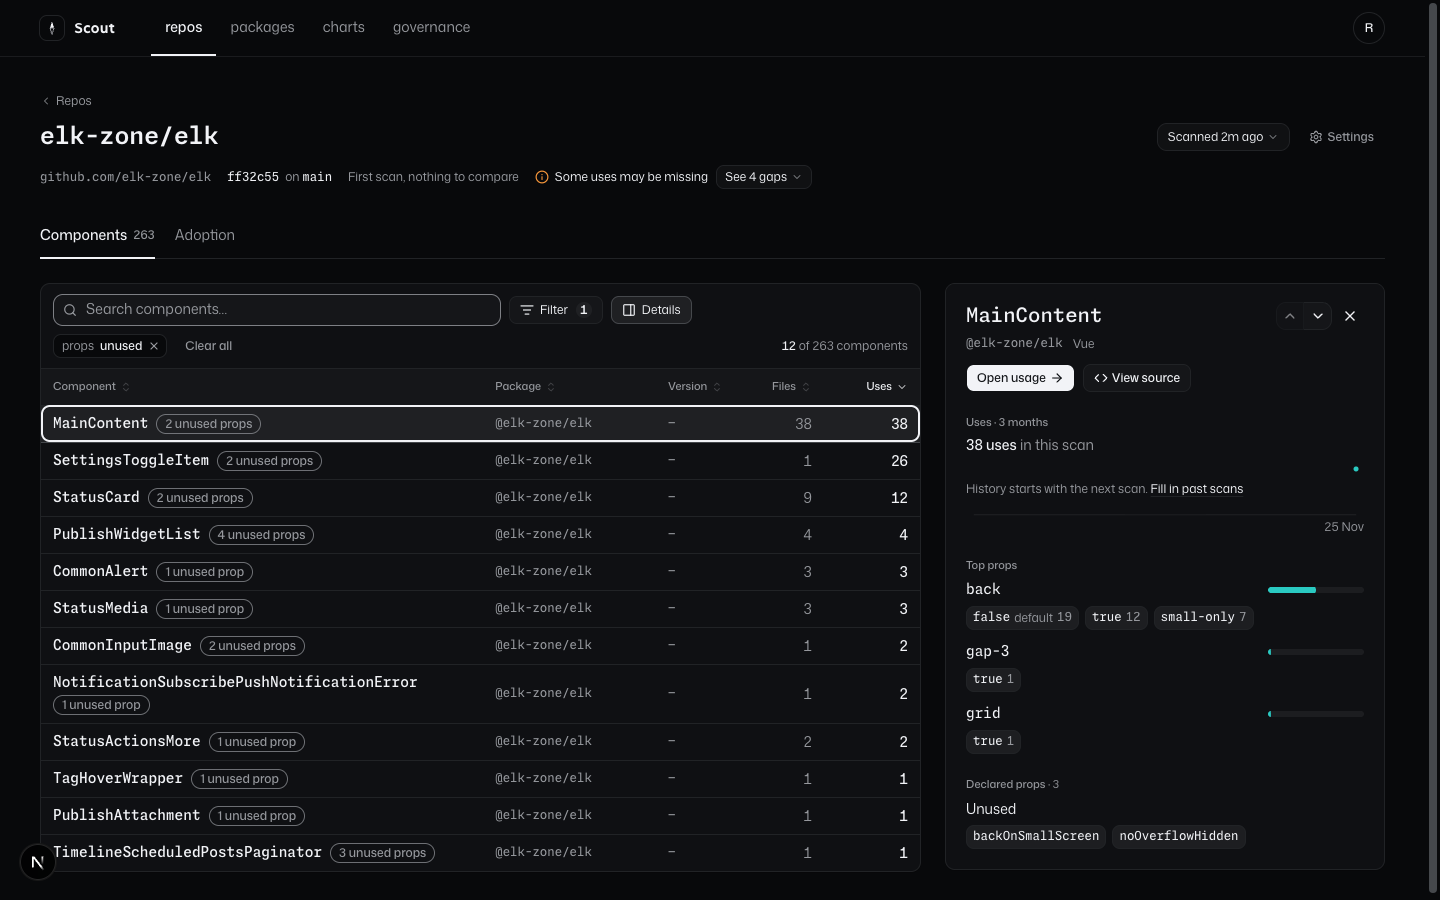 Scout repos packages charts governance R
Repos
elk-zone/elk
Scanned 2m ago Settings
github.com/elk-zone/elk ff32c55 on main First scan, nothing to compare Some uses may be missing See 4 gaps
Components 263 Adoption
Search components... Filter 1 Details
props unused Clear all 12 of 263 components
Component Package Version Files Uses
MainContent 2 unused props @elk-zone/elk – 38 38
SettingsToggleItem 2 unused props @elk-zone/elk – 1 26
StatusCard 2 unused props @elk-zone/elk – 9 12
PublishWidgetList 4 unused props @elk-zone/elk – 4 4
CommonAlert 1 unused prop @elk-zone/elk – 3 3
StatusMedia 1 unused prop @elk-zone/elk – 3 3
CommonInputImage 2 unused props @elk-zone/elk – 1 2
NotificationSubscribePushNotificationError
1 unused prop @elk-zone/elk – 1 2
StatusActionsMore 1 unused prop @elk-zone/elk – 2 2
TagHoverWrapper 1 unused prop @elk-zone/elk – 1 1
PublishAttachment 1 unused prop @elk-zone/elk – 1 1
TimelineScheduledPostsPaginator 3 unused props @elk-zone/elk – 1 1
N
MainContent
@elk-zone/elk Vue
Open usage → View source
Uses · 3 months
38 uses in this scan
History starts with the next scan. Fill in past scans
25 Nov
Top props
back
false default 19 true 12 small-only 7
gap-3
true 1
grid
true 1
Declared props · 3
Unused
backOnSmallScreen noOverflowHidden